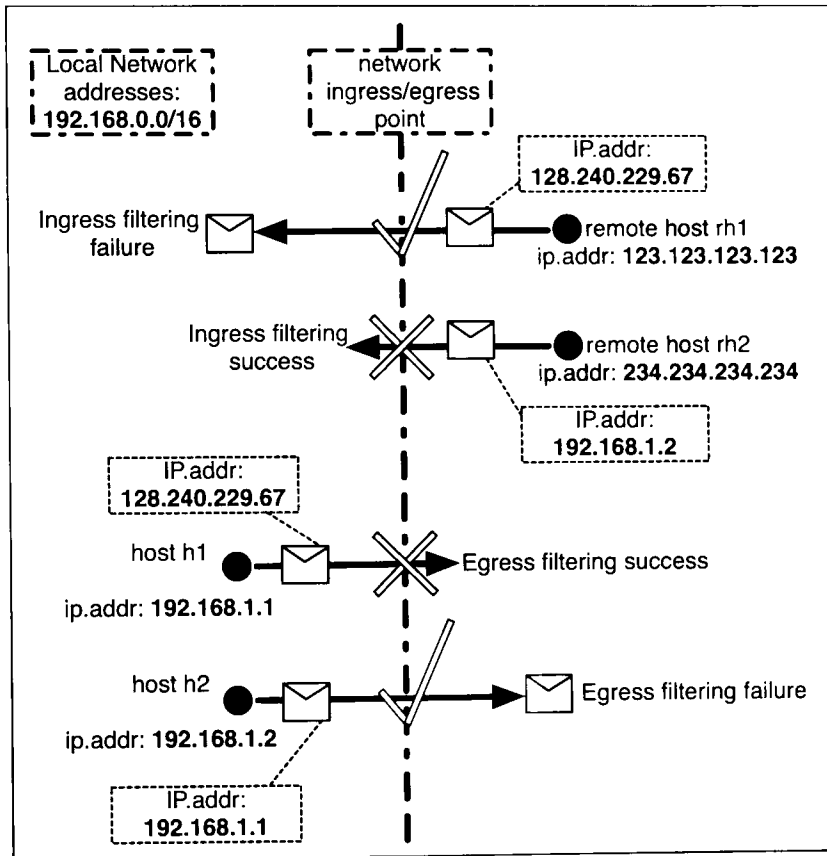 Local Network
addresses:
192.168.0.0/16
network
ingress/egress
point
IP.addr:
128.240.229.67
Ingress filtering
failure
remote host rh1
ip.addr: 123.123.123.123
Ingress filtering
success
remote host rh2
ip.addr: 234.234.234.234
IP.addr:
192.168.1.2
IP.addr:
128.240.229.67
host h1
Egress filtering success
ip.addr: 192.168.1.1
host h2
Egress filtering failure
ip.addr: 192.168.1.2
IP.addr:
192.168.1.1